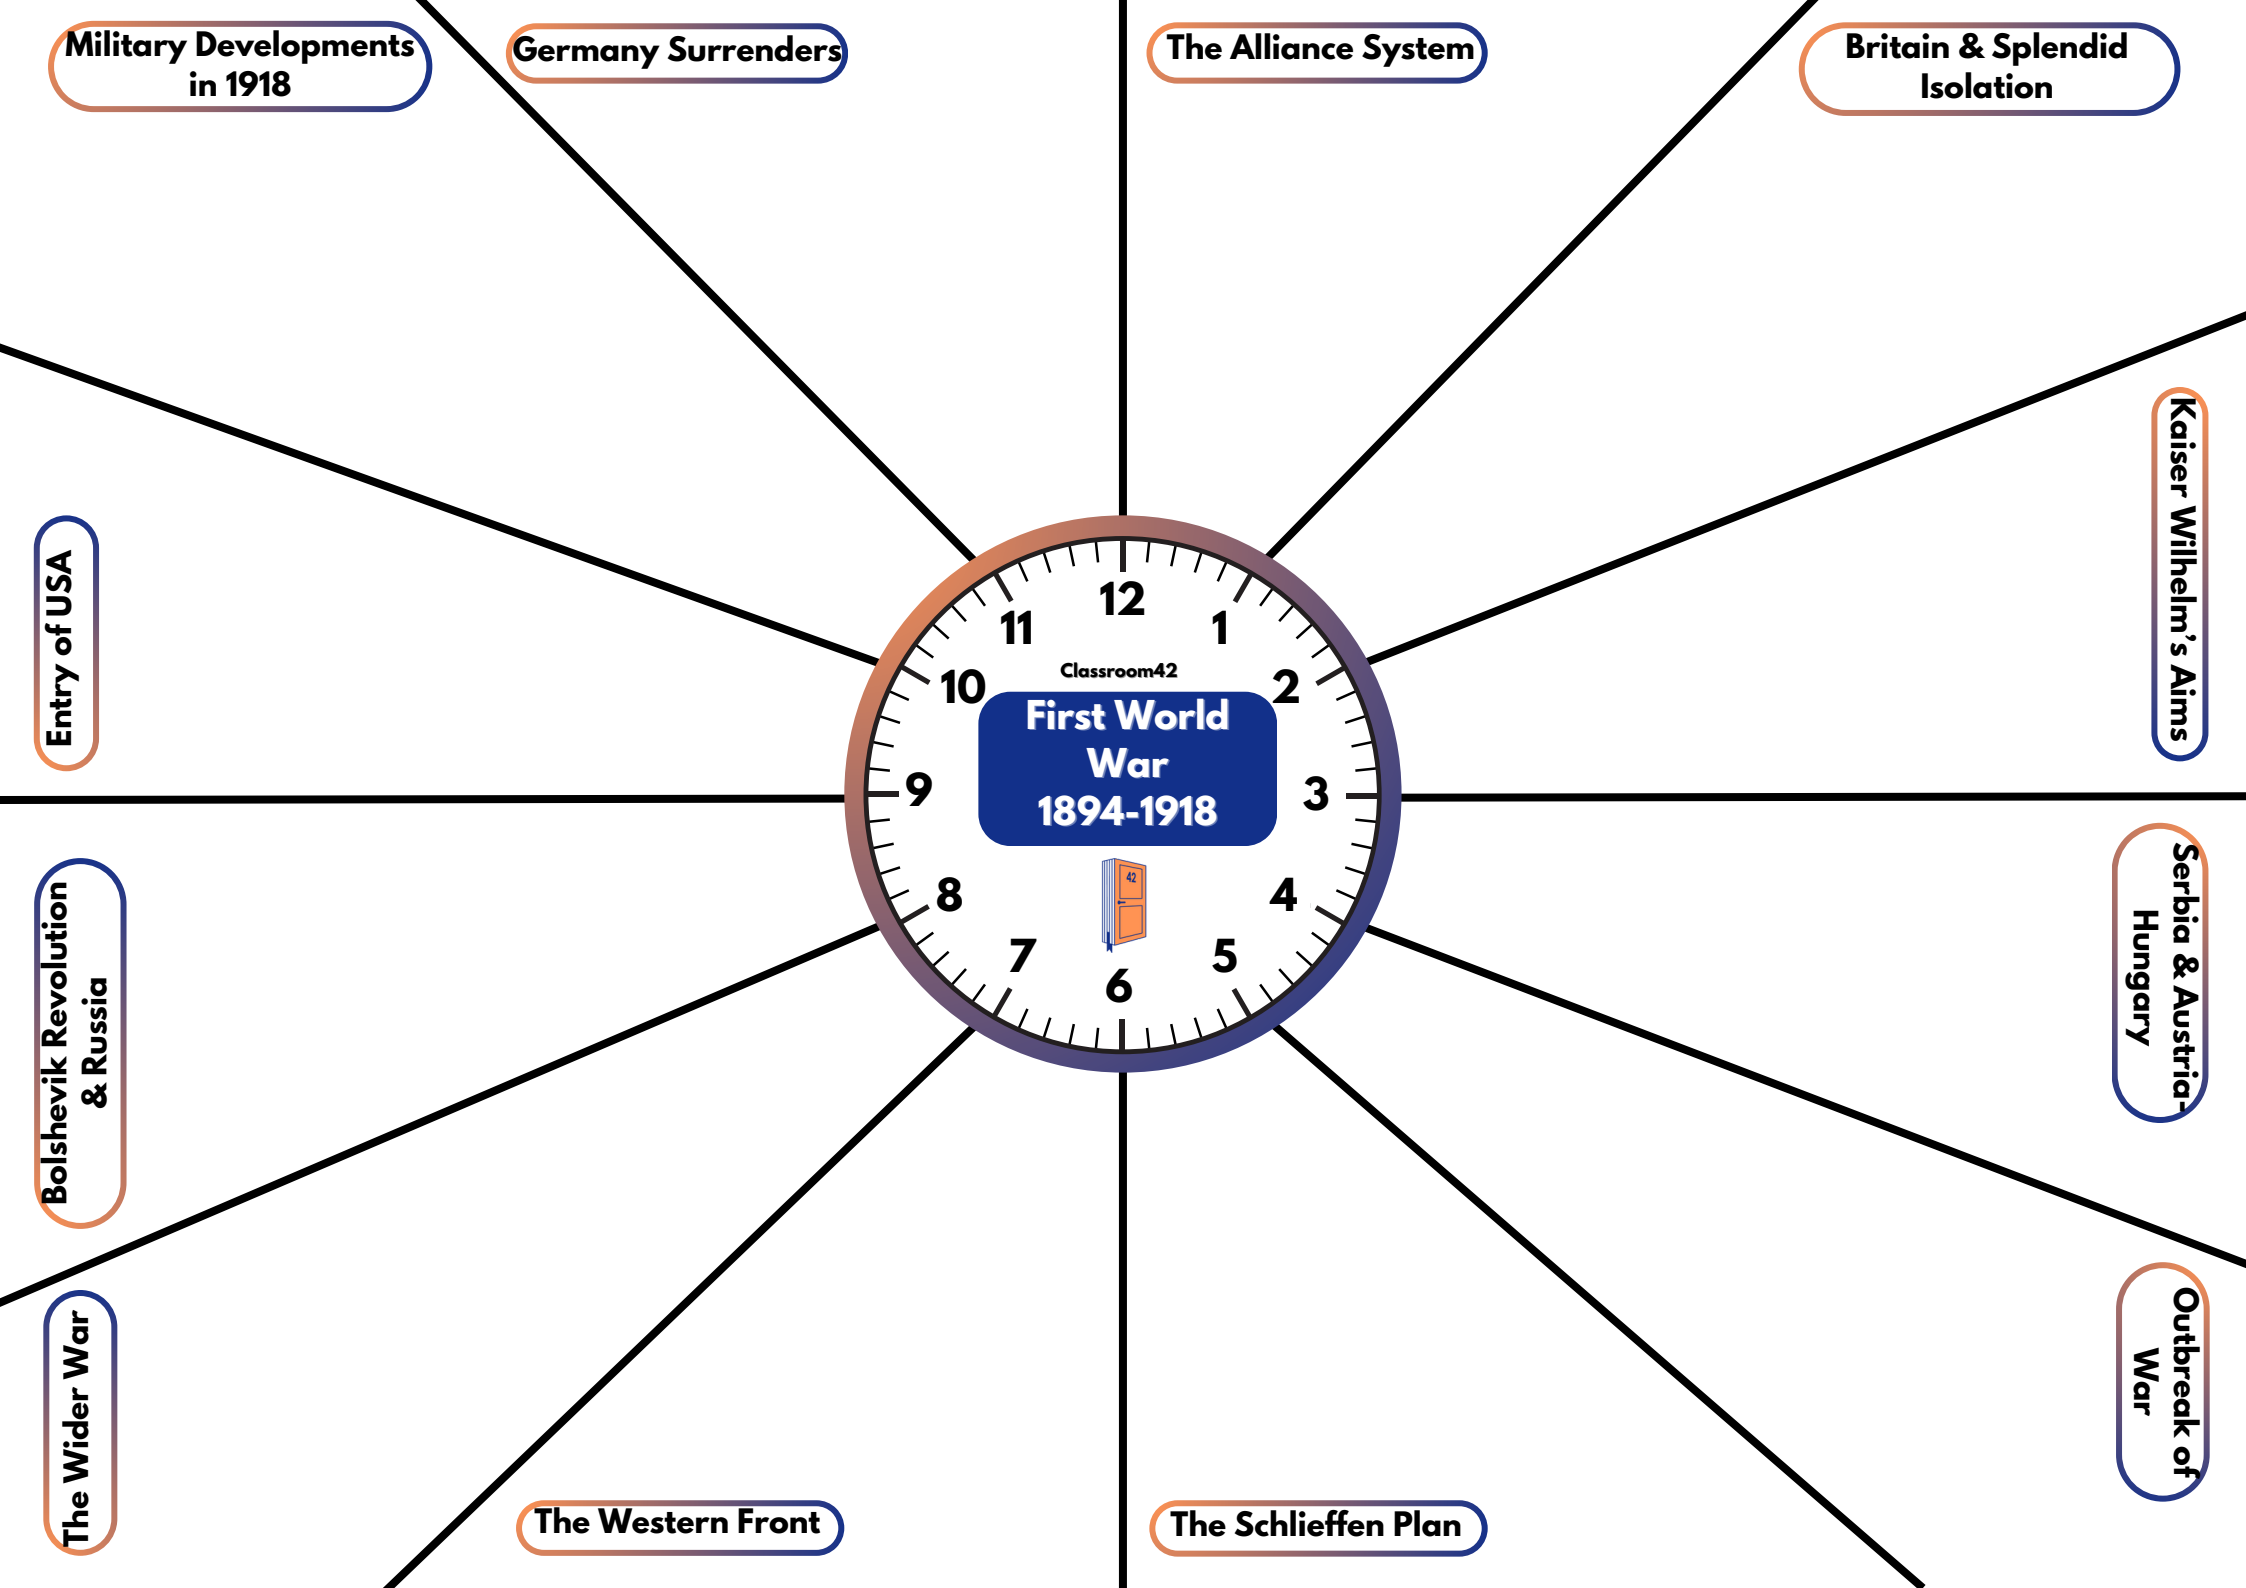 Military Developments
in 1918
Germany Surrenders
The Alliance System
Britain & Splendid
Isolation
Kaiser Wilhelm's Aims
Serbia & Austria-
Hungary
Outbreak of
War
The Schlieffen Plan
The Western Front
The Wider War
Bolshevik Revolution
& Russia
Entry of USA
12
1
2
3
4
5
6
7
8
9
10
11
Classroom42
First World
War
1894-1918
42